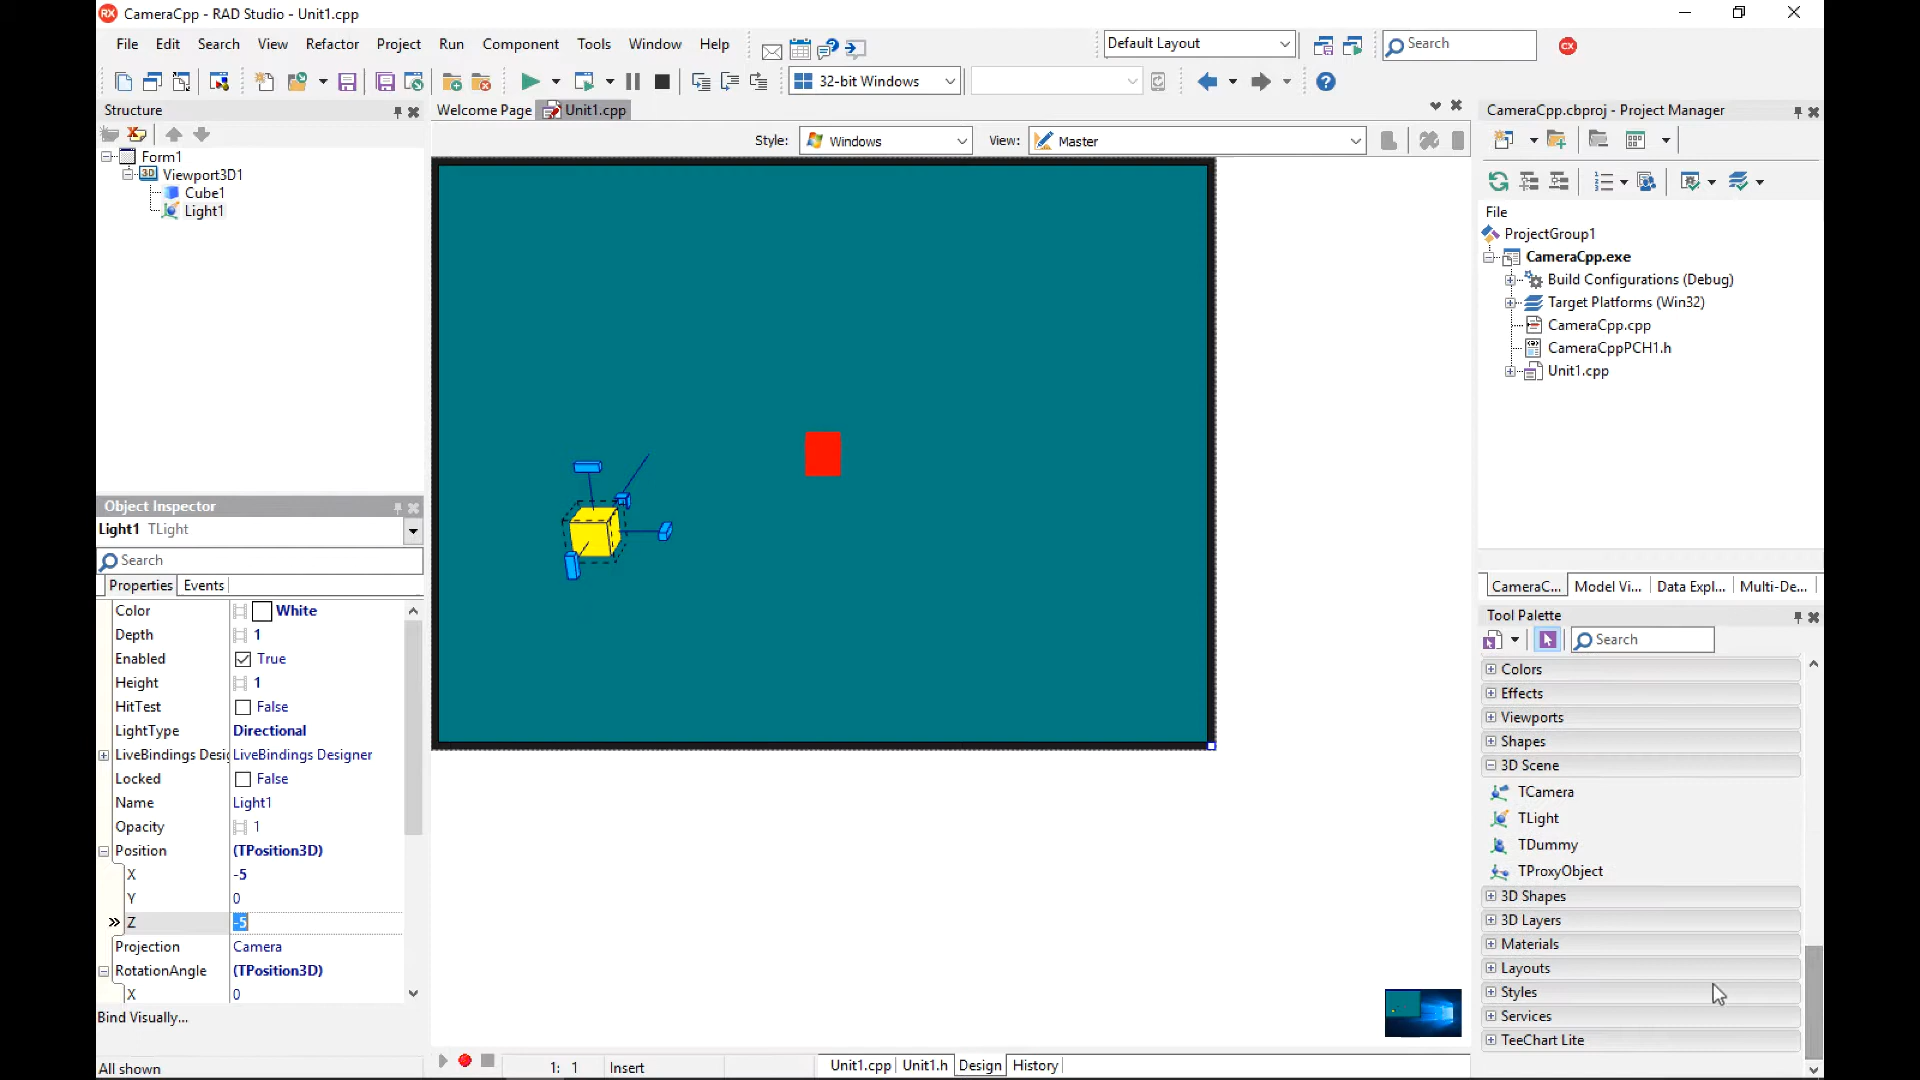 CameraCpp - RAD Studio - Unit1.cpp
File Edit Search View Refactor Project Run Component Tools Window Help
Default Layout
Search
32-bit Windows
Structure
Welcome Page
Unit1.cpp
CameraCpp.cbproj - Project Manager
Style: Windows View: Master
Form1
3D Viewport3D1
Cube1
Light1
File
ProjectGroup1
CameraCpp.exe
Build Configurations (Debug)
Target Platforms (Win32)
CameraCpp.cpp
CameraCppPCH1.h
Unit1.cpp
Object Inspector
Light1 TLight
Search
Properties Events
Color White
Depth 1
Enabled True
Height 1
HitTest False
LightType Directional
LiveBindings Desig LiveBindings Designer
Locked False
Name Light1
Opacity 1
Position (TPosition3D)
X -5
Y 0
Z -5
Projection Camera
RotationAngle (TPosition3D)
X 0
Bind Visually...
All shown
CameraC... Model Vi... Data Expl... Multi-De...
Tool Palette
Search
Colors
Effects
Viewports
Shapes
3D Scene
TCamera
TLight
TDummy
TProxyObject
3D Shapes
3D Layers
Materials
Layouts
Styles
Services
TeeChart Lite
1: 1 Insert Unit1.cpp Unit1.h Design History